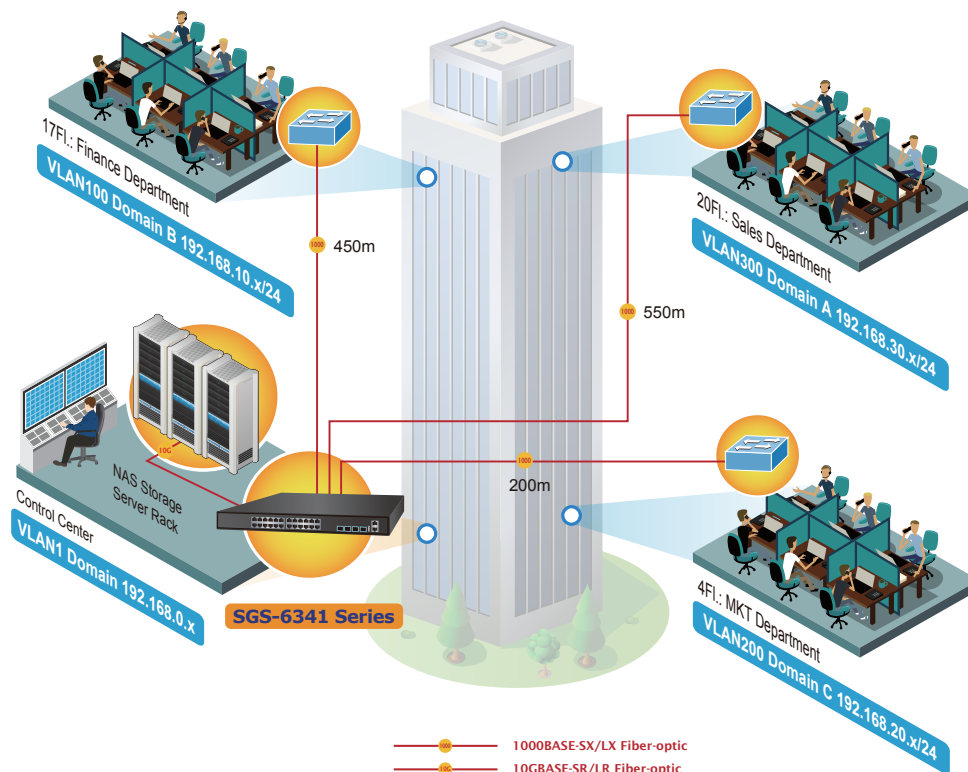 17Fl.: Finance Department
VLAN100 Domain B 192.168.10.x/24
1000
450m
20Fl.: Sales Department
VLAN300 Domain A 192.168.30.x/24
1000
550m
10G
NAS Storage
Server Rack
Control Center
VLAN1 Domain 192.168.0.x
SGS-6341 Series
1000
200m
4Fl.: MKT Department
VLAN200 Domain C 192.168.20.x/24
1000 1000BASE-SX/LX Fiber-optic
10G 10GBASE-SR/LR Fiber-optic